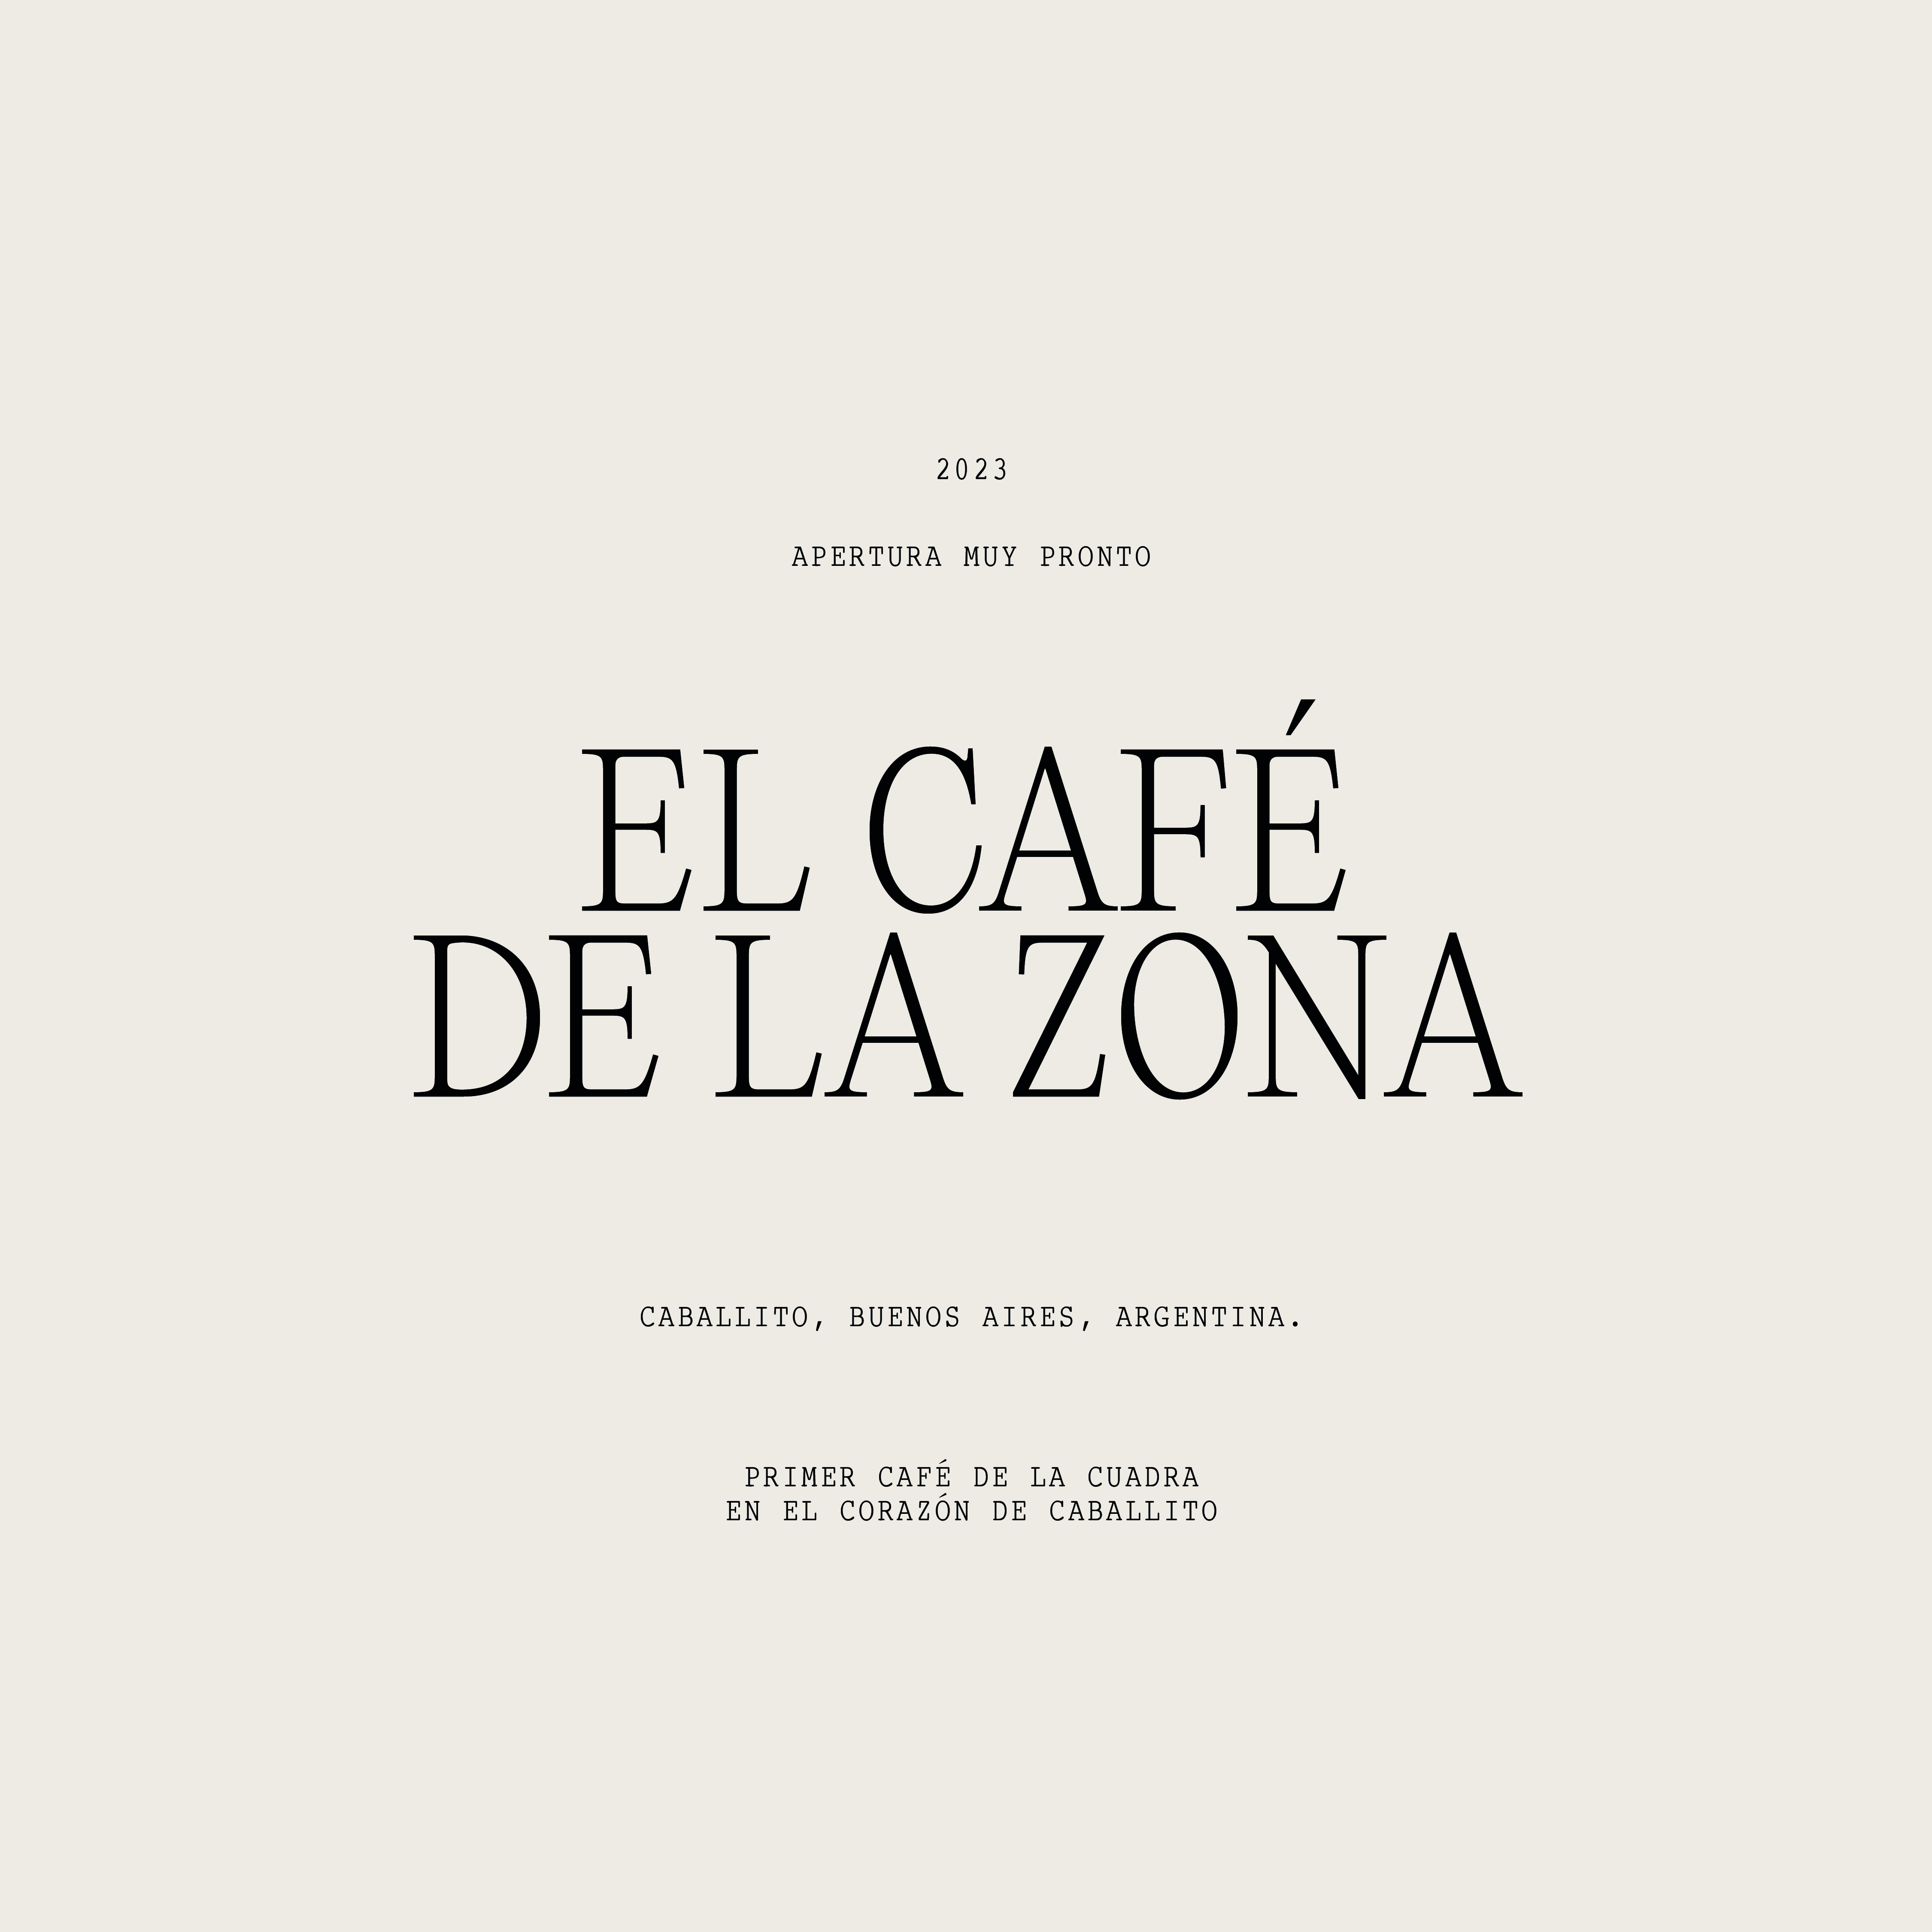 2023
APERTURA MUY PRONTO
EL CAFÉ
DE LA ZONA
CABALLITO, BUENOS AIRES, ARGENTINA.
PRIMER CAFÉ DE LA CUADRA
EN EL CORAZÓN DE CABALLITO